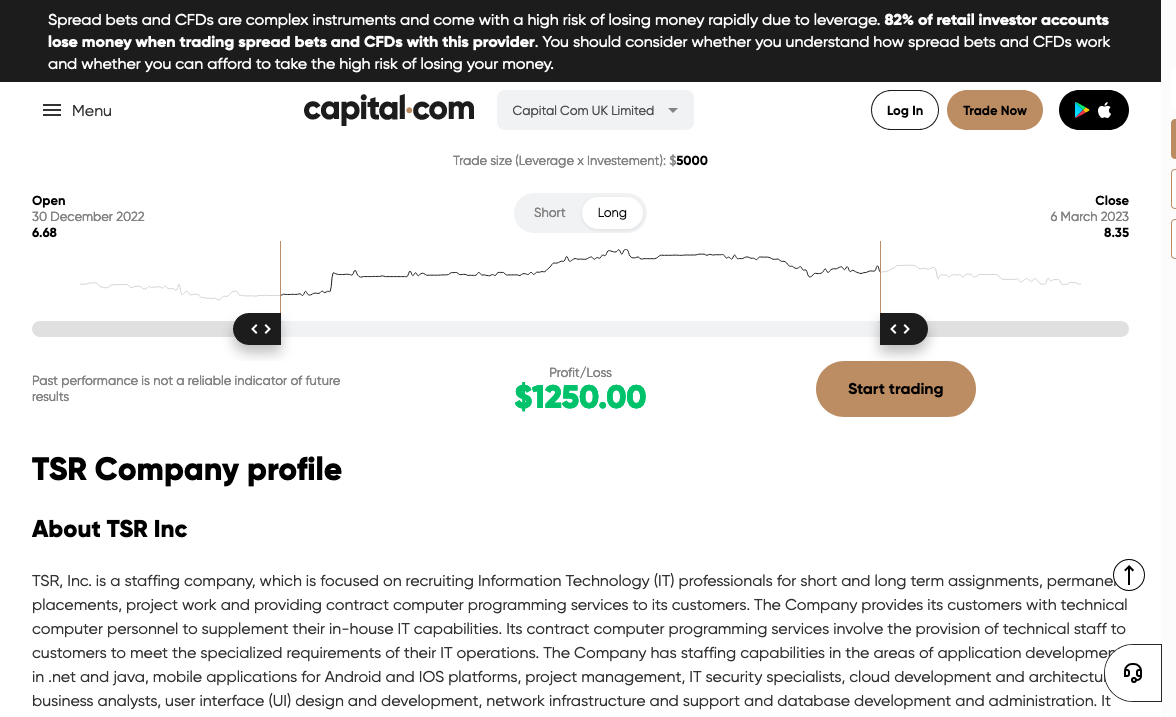 Spread bets and CFDs are complex instruments and come with a high risk of losing money rapidly due to leverage. 82% of retail investor accounts
lose money when trading spread bets and CFDs with this provider. You should consider whether you understand how spread bets and CFDs work
and whether you can afford to take the high risk of losing your money.
Menu
capital.com
Capital Com UK Limited
Log In
Trade Now
Trade size (Leverage x Investement): $5000
Open
30 December 2022
6.68
Short
Long
Close
6 March 2023
8.35
Past performance is not a reliable indicator of future
results
Profit/Loss
$1250.00
Start trading
TSR Company profile
About TSR Inc
TSR, Inc. is a staffing company, which is focused on recruiting Information Technology (IT) professionals for short and long term assignments,
placements, project work and providing contract computer programming services to its customers. The Company provides its customers with technical
computer personnel to supplement their in-house IT capabilities. Its contract computer programming services involve the provision of technical staff to
customers to meet the specialized requirements of their IT operations. The Company has staffing capabilities in the areas of application
in .net and java, mobile applications for Android and IOS platforms, project management, IT security specialists, cloud development and
business analysts, user interface (UI) design and development, network infrastructure and support and database development and administration. It